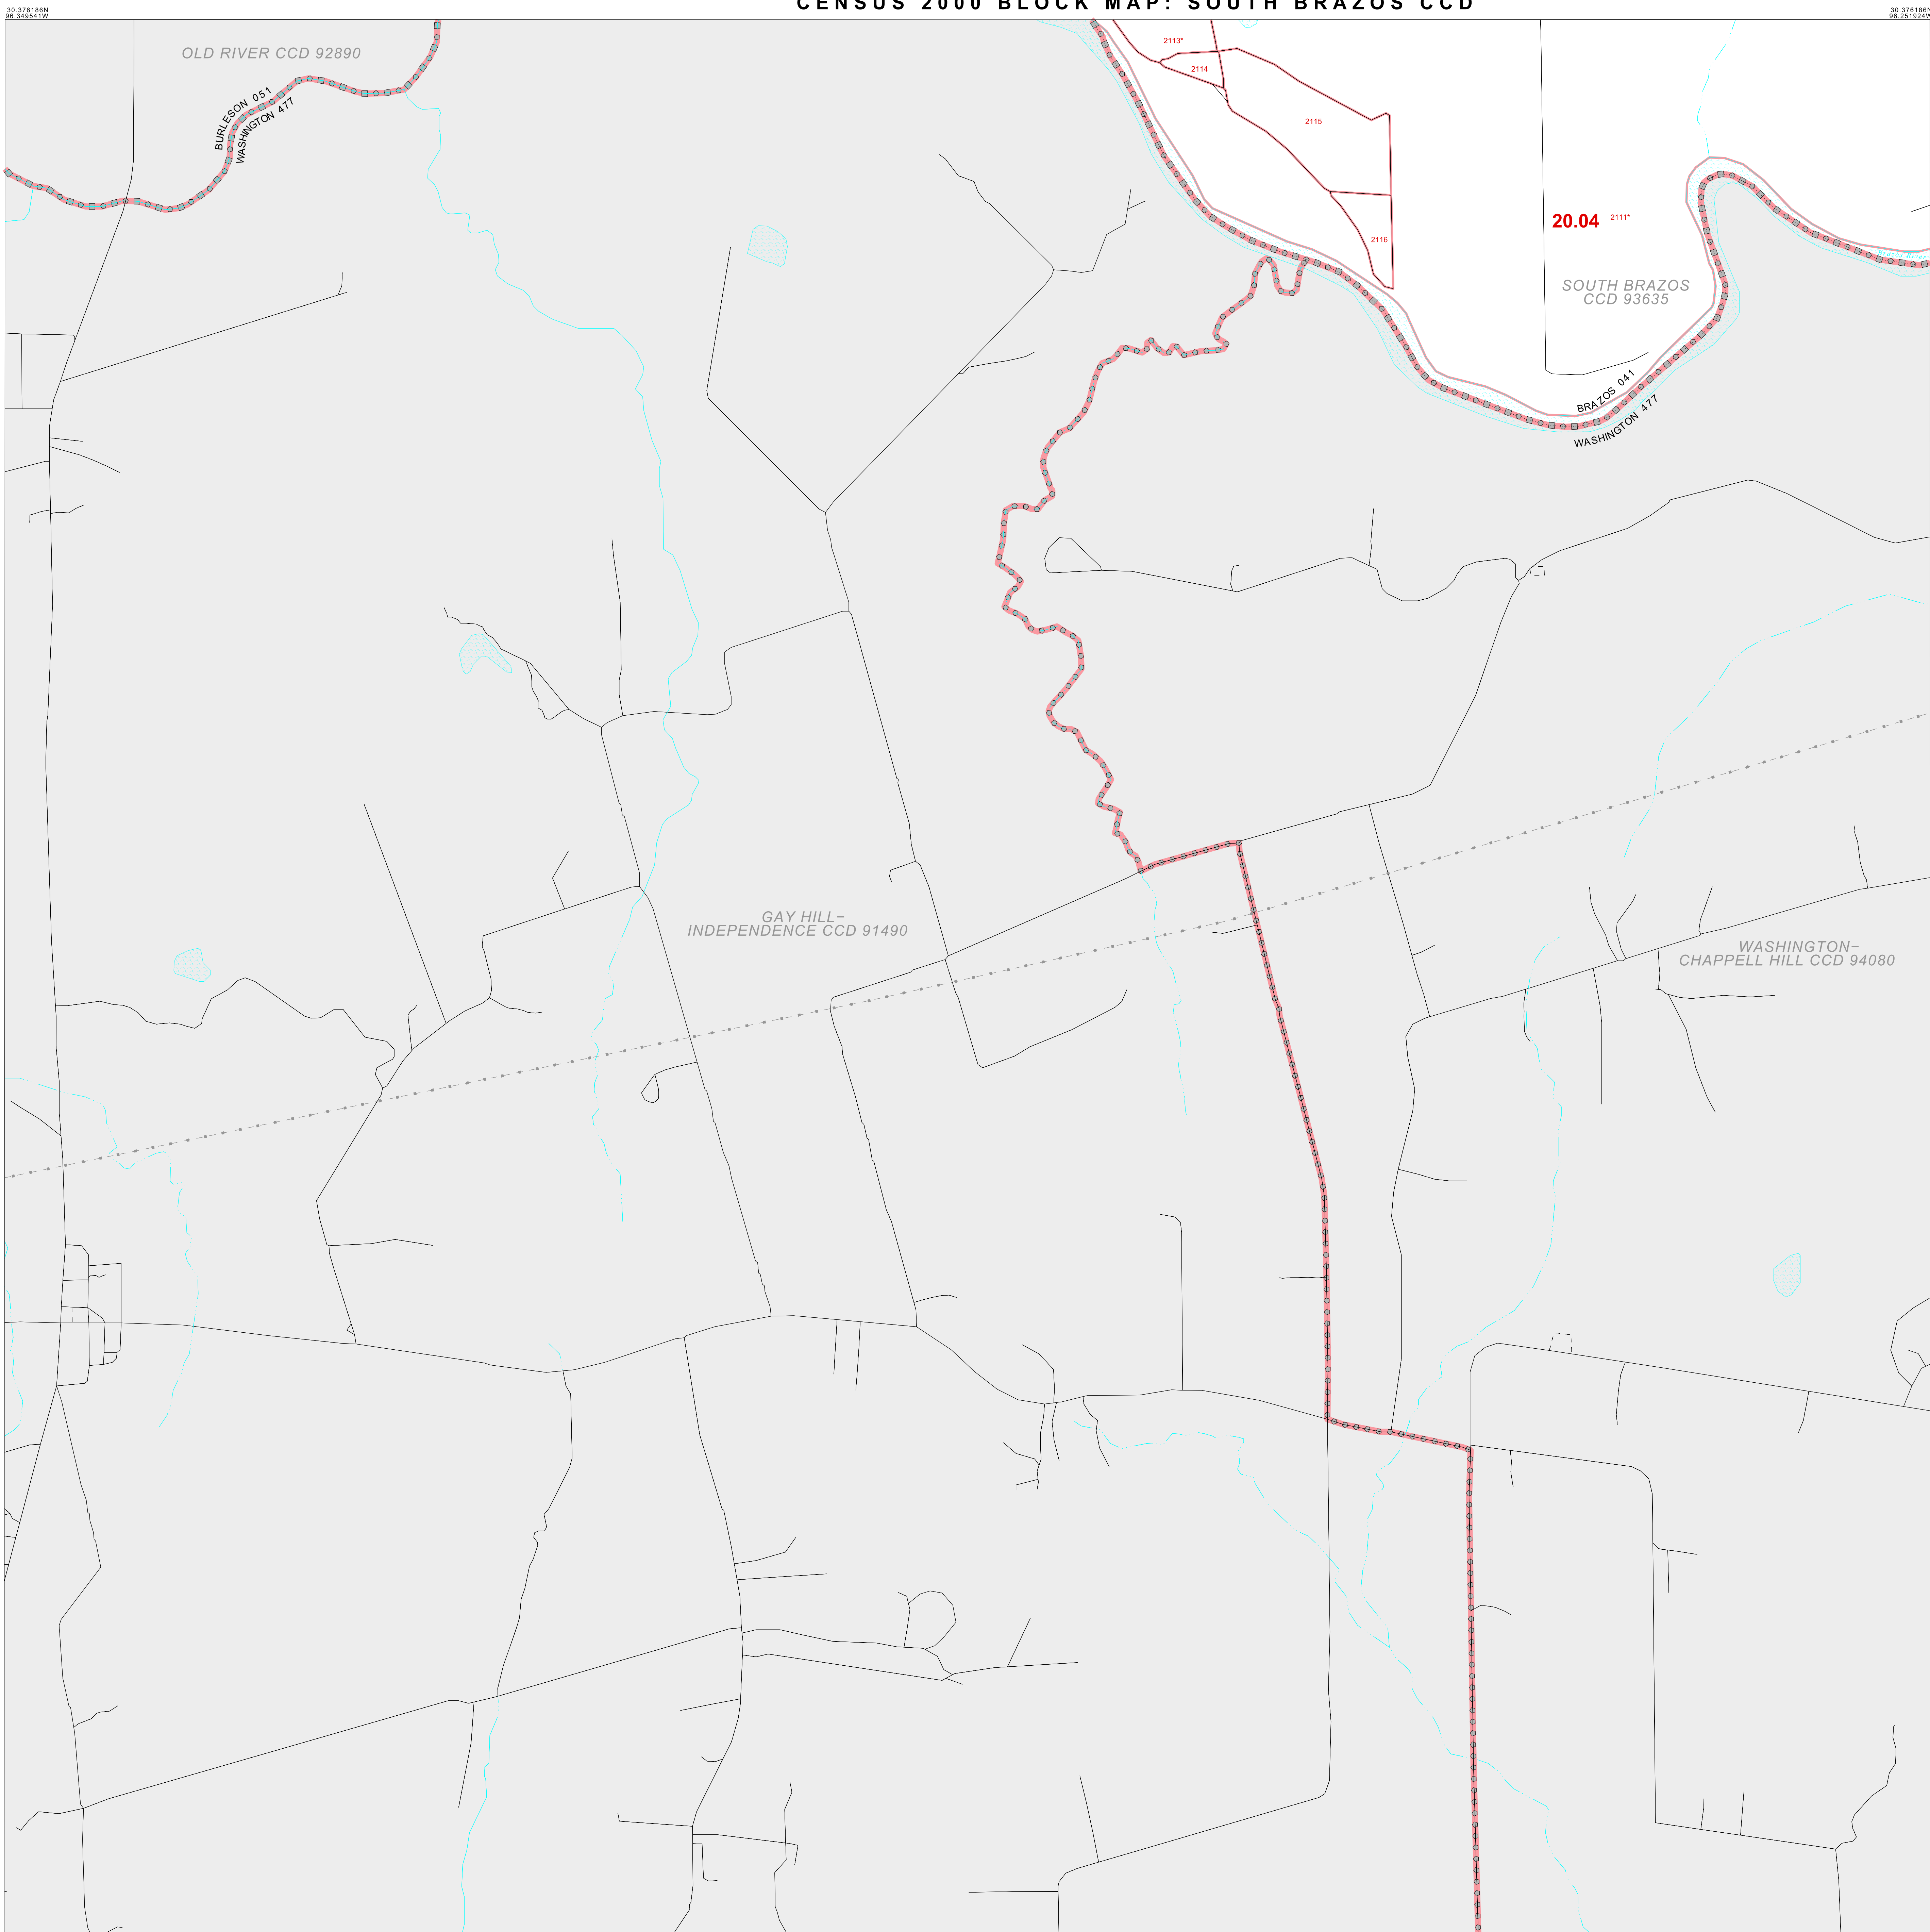 CENSUS 2000 BLOCK MAP: SOUTH BRAZOS CCD
30.376186N
96.349541W
30.376186N
96.251924W
OLD RIVER CCD 92890
BURLESON 051
WASHINGTON 477
2113*
2114
2115
2116
20.04
2111*
SOUTH BRAZOS
CCD 93635
Brazos River
BRAZOS 041
WASHINGTON 477
GAY HILL–
INDEPENDENCE CCD 91490
WASHINGTON–
CHAPPELL HILL CCD 94080